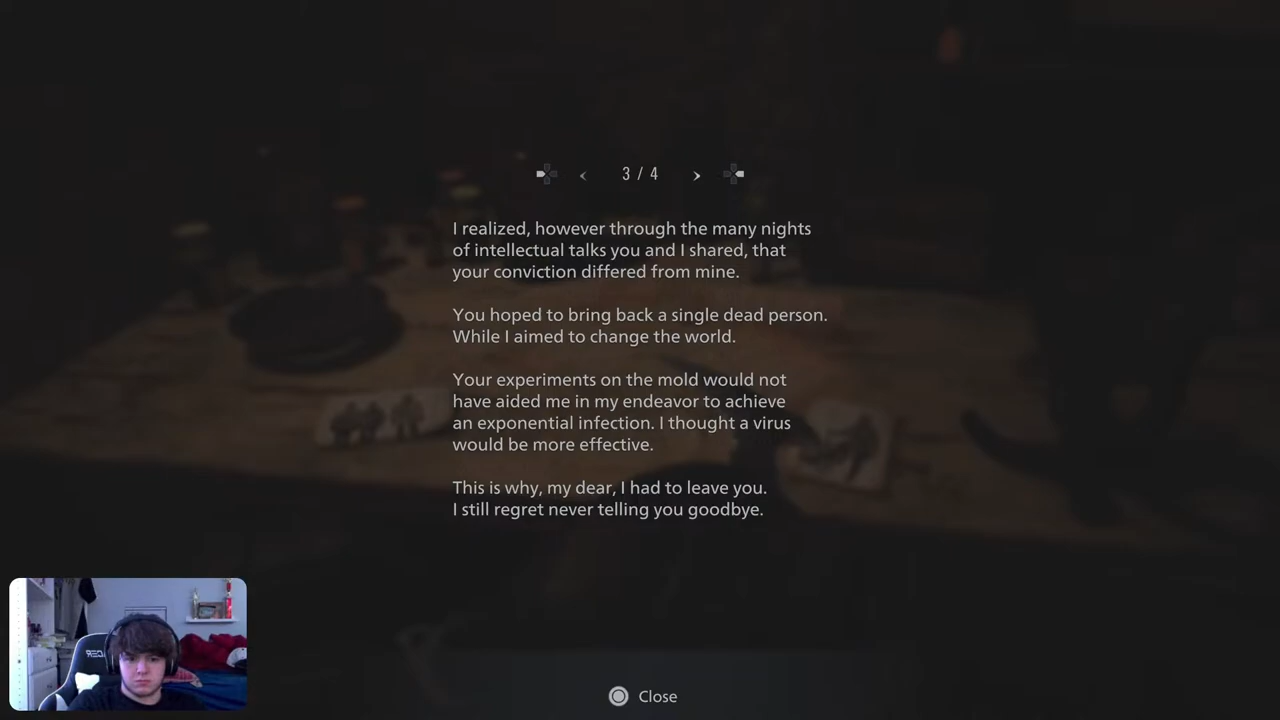 3 / 4
I realized, however through the many nights
of intellectual talks you and I shared, that
your conviction differed from mine.
You hoped to bring back a single dead person.
While I aimed to change the world.
Your experiments on the mold would not
have aided me in my endeavor to achieve
an exponential infection. I thought a virus
would be more effective.
This is why, my dear, I had to leave you.
I still regret never telling you goodbye.
Close